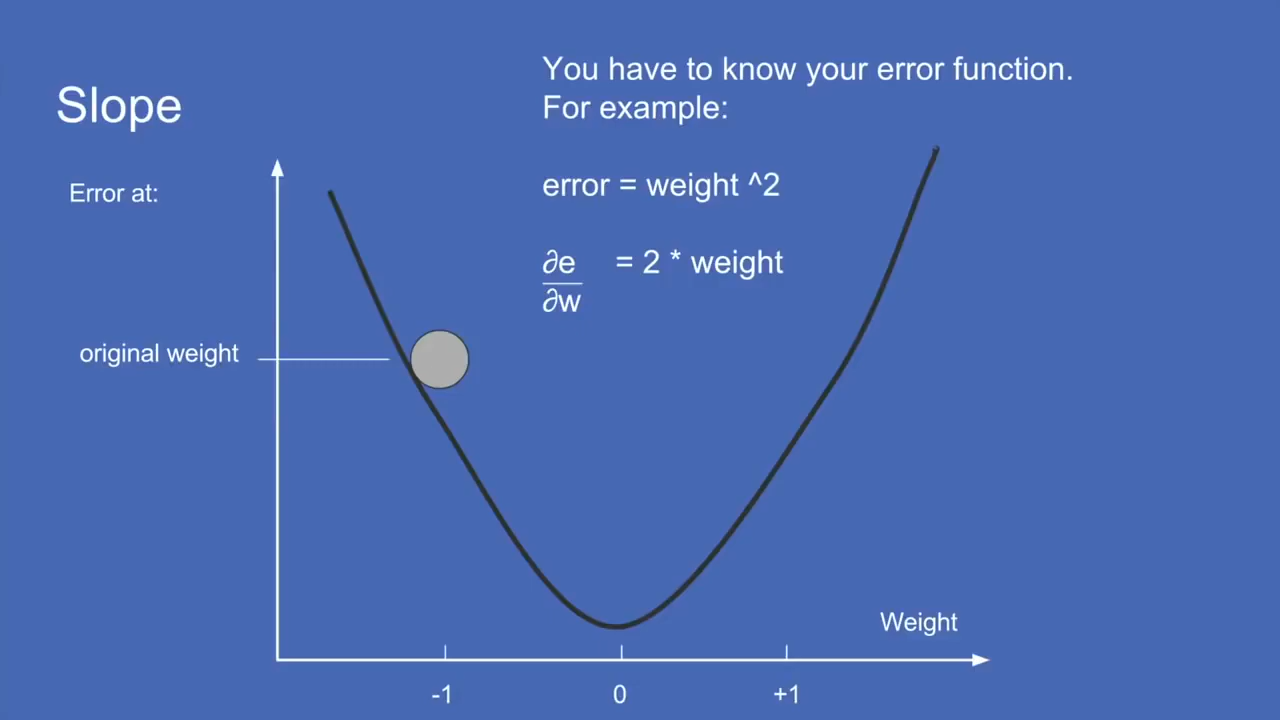 Slope
You have to know your error function.
For example:
error = weight ^2
∂e = 2 * weight
∂w
Error at:
original weight
Weight
-1 0 +1